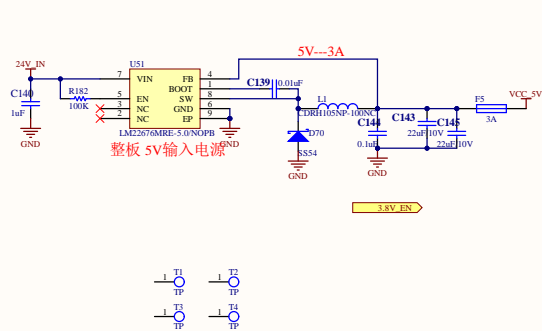 5V---3A
24V_IN
U51
7 VIN FB 4
BOOT 1
C139 0.01uF
C140
1uF
R182
100K
5 EN SW 8
3 NC GND 6
2 NC EP 9
LM22676MRE-5.0/NOPB
GND
GND
整板 5V输入电源
L1
CDRH105NP-100NC
D70
SS54
GND
C144
0.1uF
GND
C143
22uF/10V
C145
22uF/10V
F5
3A
VCC_5V
3.8V_EN
1 T1
TP
1 T2
TP
1 T3
TP
1 T4
TP